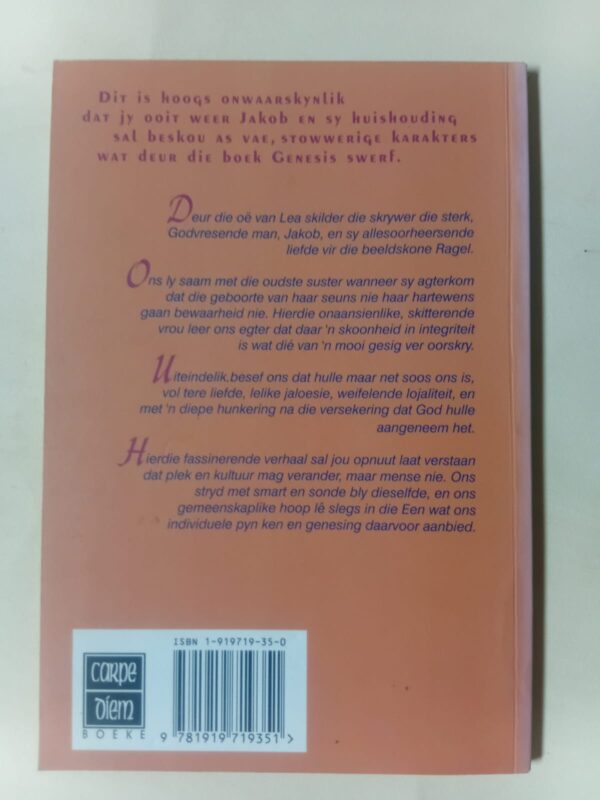 Dit is hoogs onwaarskynlik
dat jy ooit weer Jakob en sy huishouding
sal beskou as vae, stowwerige karakters
wat deur die boek Genesis swerf.
Deur die oë van Lea skilder die skrywer die sterk,
Godvresende man, Jakob, en sy allesoorheersende
liefde vir die beeldskone Ragel.
Ons ly saam met die oudste suster wanneer sy agterkom
dat die geboorte van haar seuns nie haar hartewens
gaan bewaarheid nie. Hierdie onaansienlike, skitterende
vrou leer ons egter dat daar 'n skoonheid in integriteit
is wat dié van 'n mooi gesig ver oorskry.
Uiteindelik,besef ons dat hulle maar net soos ons is,
vol tere liefde, lelike jaloesie, weifelende lojaliteit, en
met 'n diepe hunkering na die versekering dat God hulle
aangeneem het.
Hierdie fassinerende verhaal sal jou opnuut laat verstaan
dat plek en kultuur mag verander, maar mense nie. Ons
stryd met smart en sonde bly dieselfde, en ons
gemeenskaplike hoop lê slegs in die Een wat ons
individuele pyn ken en genesing daarvoor aanbied.
ISBN 1-919719-35-0
carpe
diem
BOEKE
9 781919 719351 >